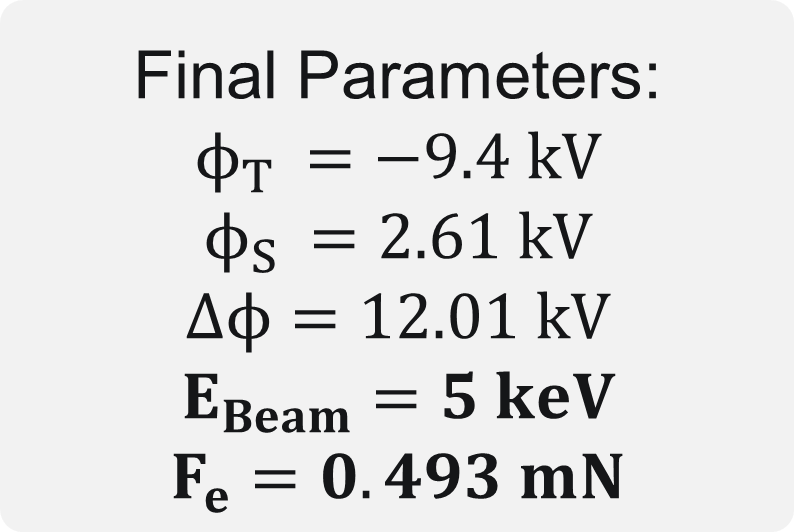 Final Parameters:
ϕT = −9.4 kV
ϕS = 2.61 kV
Δϕ = 12.01 kV
EBeam = 5 keV
Fe = 0.493 mN